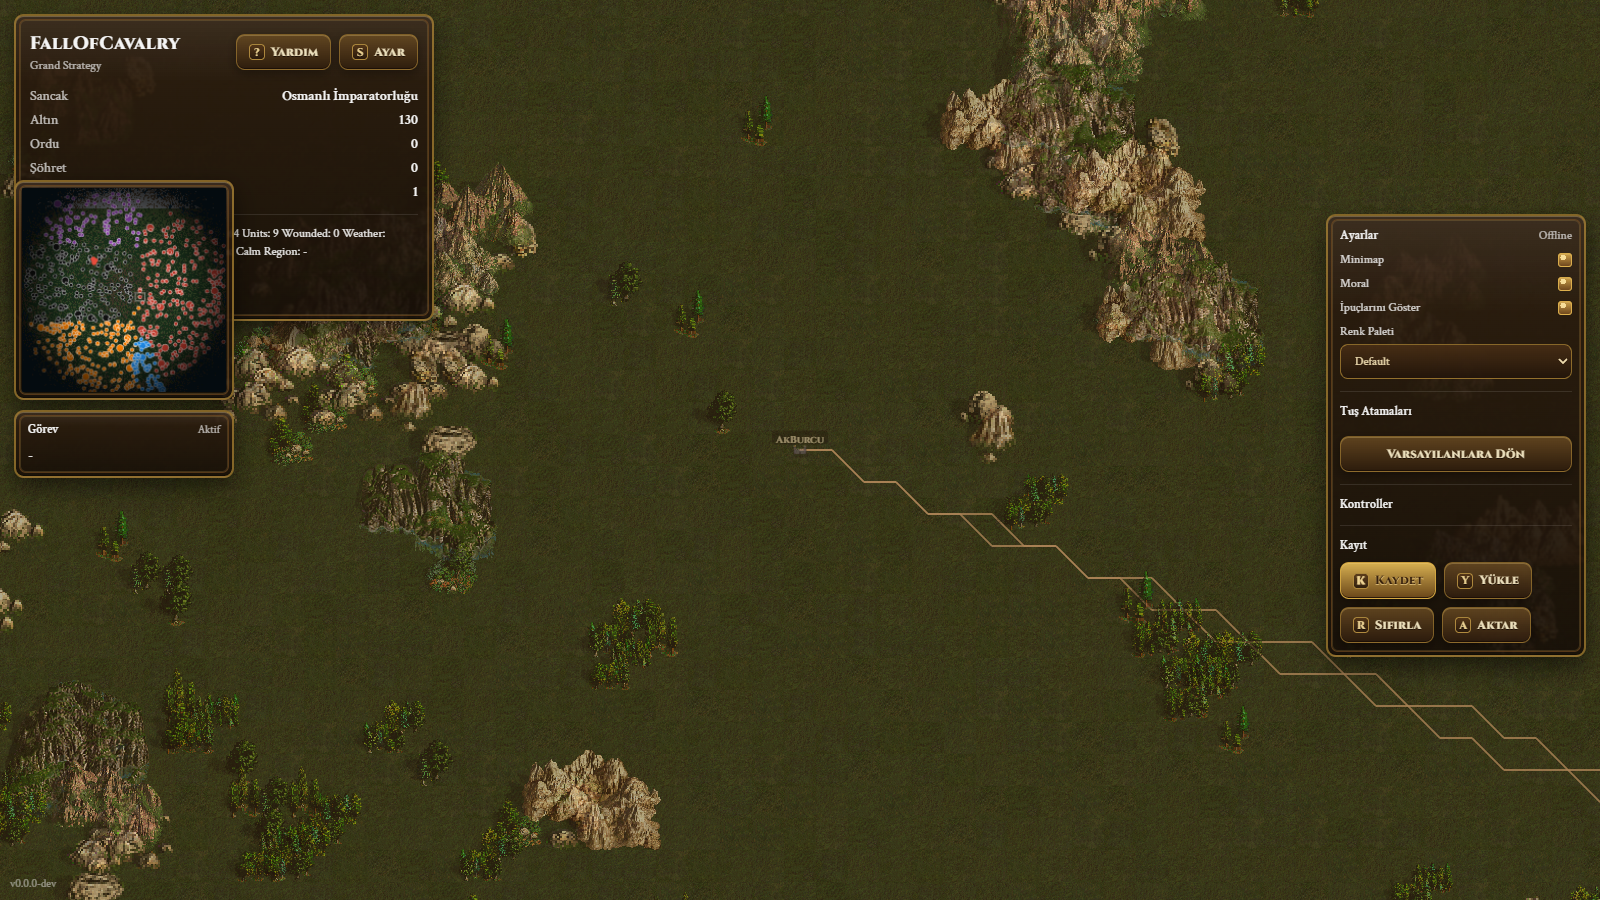 FallOfCavalry
Grand Strategy
? Yardım
S Ayar
Sancak Osmanlı İmparatorluğu
Altın 130
Ordu 0
Şöhret 0
1
4 Units: 9 Wounded: 0 Weather:
Calm Region: -
Görev Aktif
-
AkBurcu
Ayarlar Offline
Minimap
Moral
İpuçlarını Göster
Renk Paleti
Default
Tuş Atamaları
Varsayılanlara Dön
Kontroller
Kayıt
K Kaydet
Y Yükle
R Sıfırla
A Aktar
v0.0.0-dev